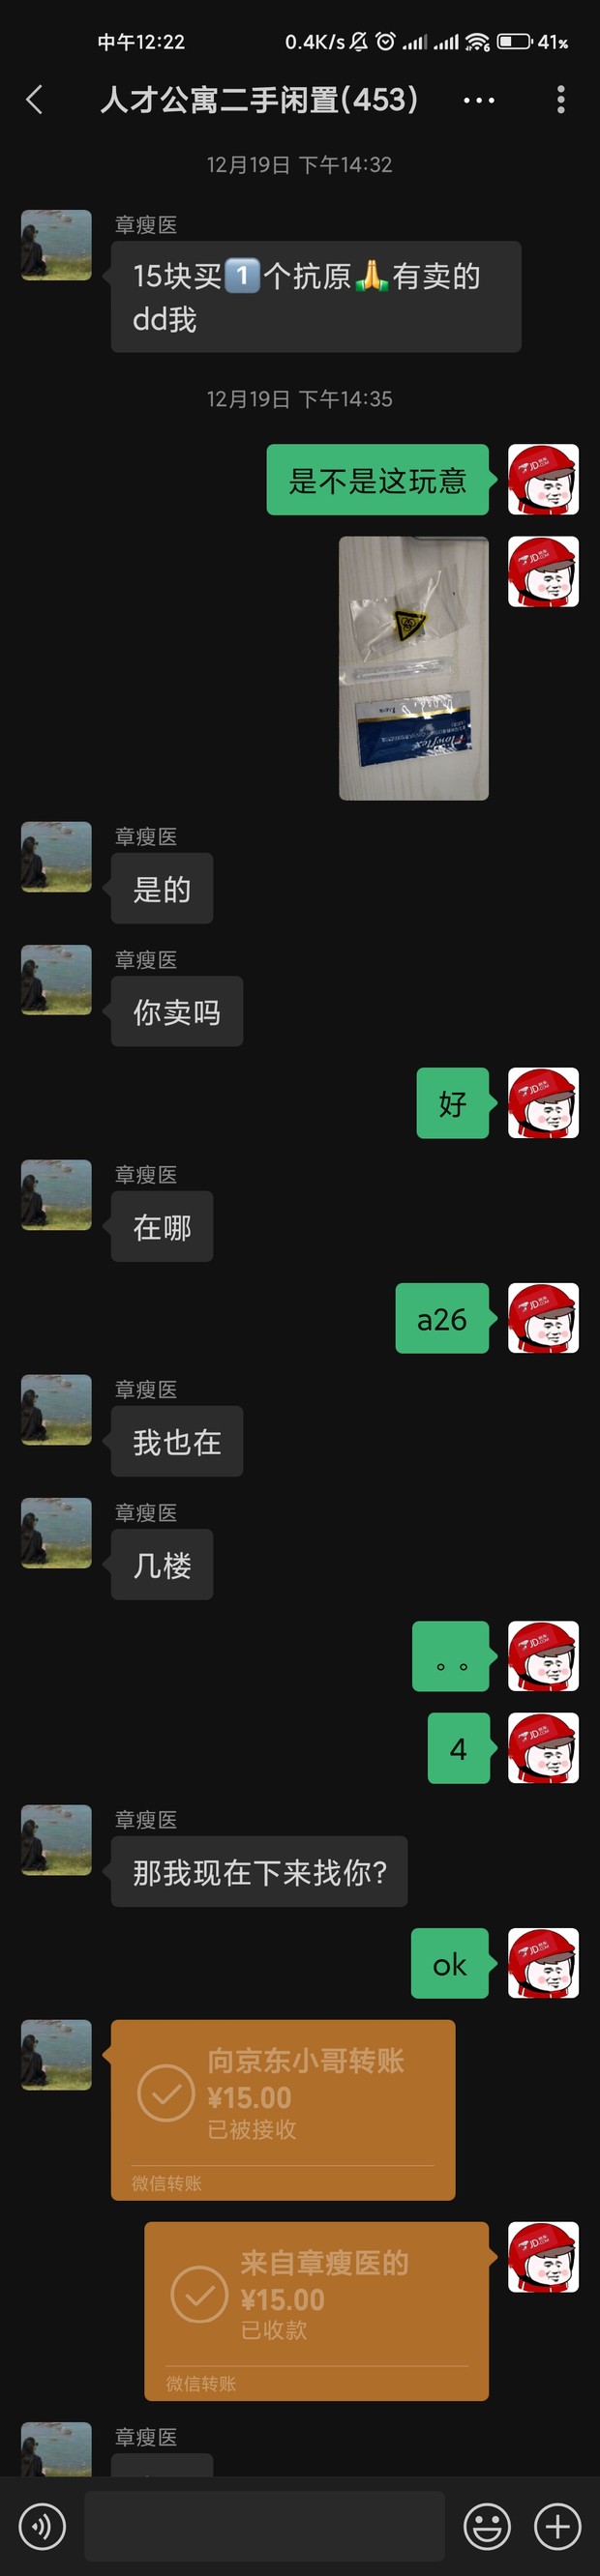 中午12:22
0.4K/s
41%
人才公寓二手闲置(453)
12月19日 下午14:32
章瘦医
15块买1️⃣个抗原🙏有卖的
dd我
12月19日 下午14:35
是不是这玩意
JD
.COM
Flowflex
章瘦医
是的
章瘦医
你卖吗
好
章瘦医
在哪
a26
章瘦医
我也在
章瘦医
几楼
。。
4
章瘦医
那我现在下来找你?
ok
向京东小哥转账
¥15.00
已被接收
微信转账
来自章瘦医的
¥15.00
已收款
微信转账
章瘦医